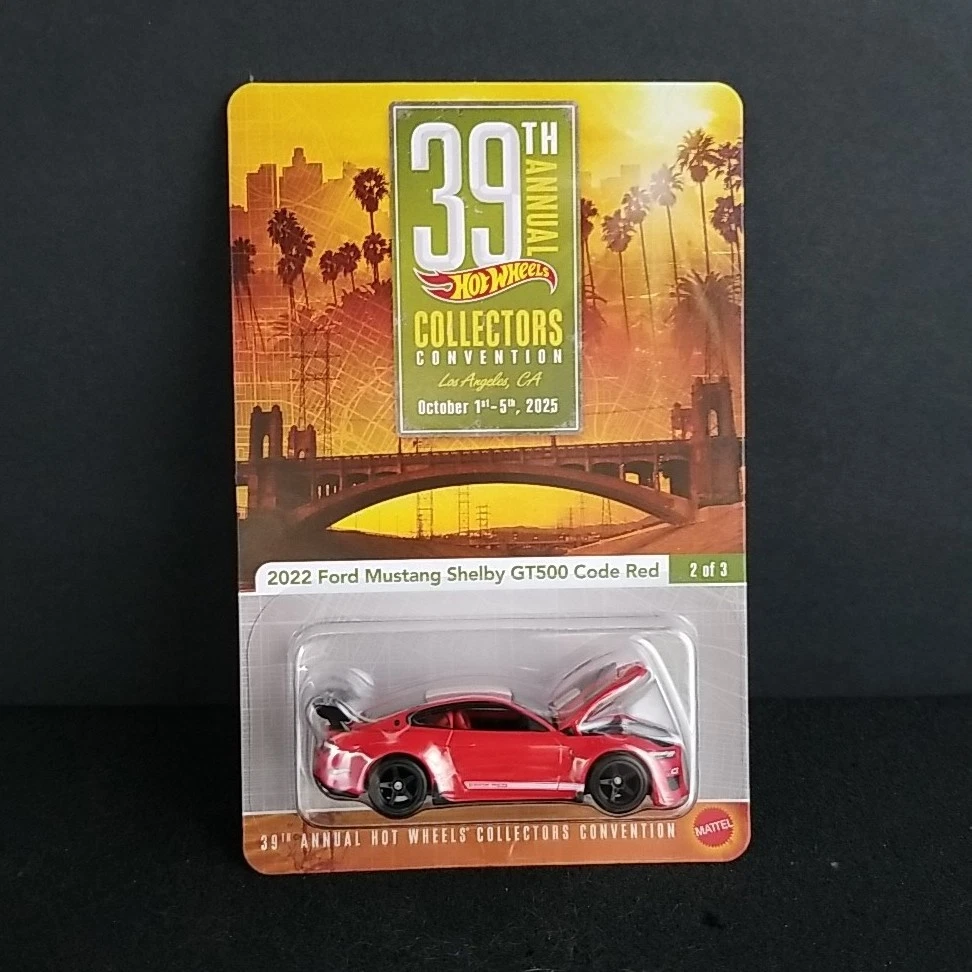 39TH
ANNUAL
HOT WHEELS
COLLECTORS
CONVENTION
Los Angeles, CA
October 1st-5th, 2025
2022 Ford Mustang Shelby GT500 Code Red
2 of 3
39TH ANNUAL HOT WHEELS® COLLECTORS CONVENTION
MATTEL